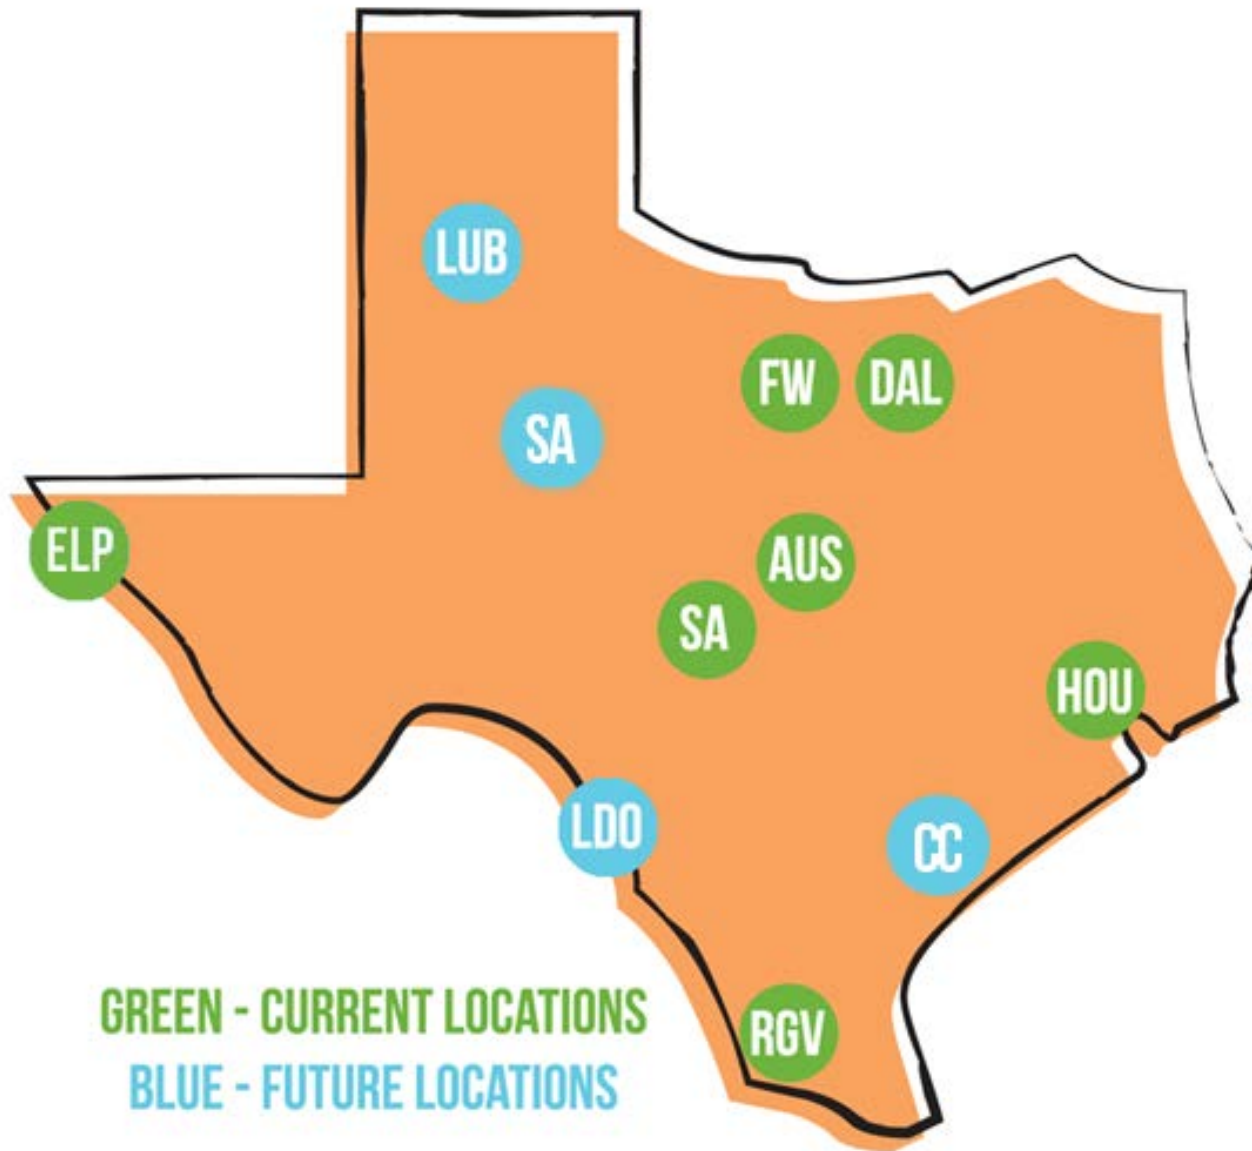 LUB
FW DAL
SA
ELP
AUS
SA
HOU
LDO
CC
GREEN - CURRENT LOCATIONS
RGV
BLUE - FUTURE LOCATIONS